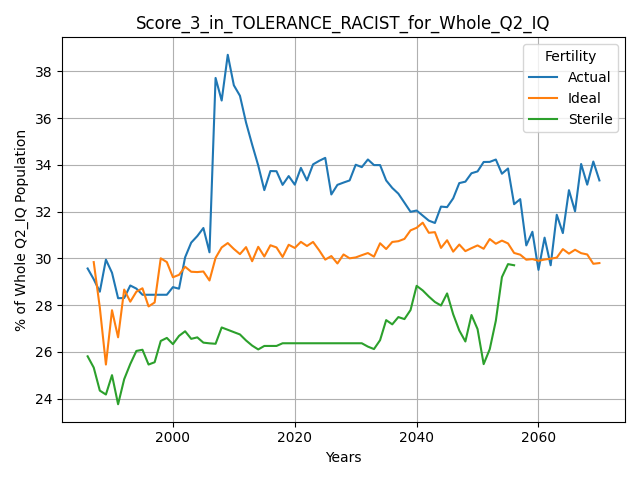 Score_3_in_TOLERANCE_RACIST_for_Whole_Q2_IQ
Fertility
Actual
Ideal
Sterile
% of Whole Q2_IQ Population
38
36
34
32
30
28
26
24
2000
2020
2040
2060
Years